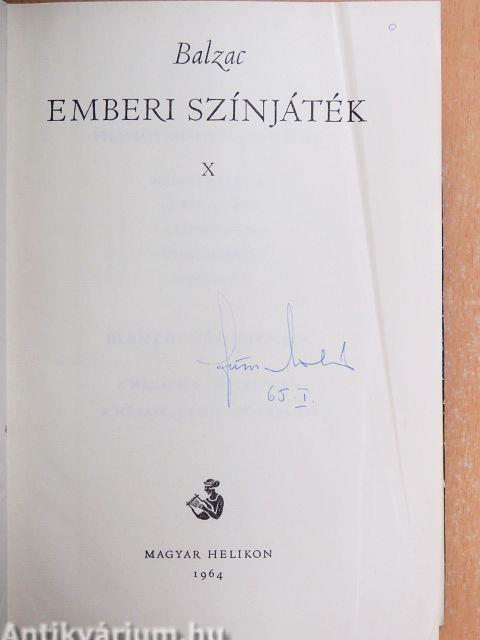 Balzac
EMBERI SZÍNJÁTÉK
X
65. I.
MAGYAR HELIKON
1964
Antikvárium.hu